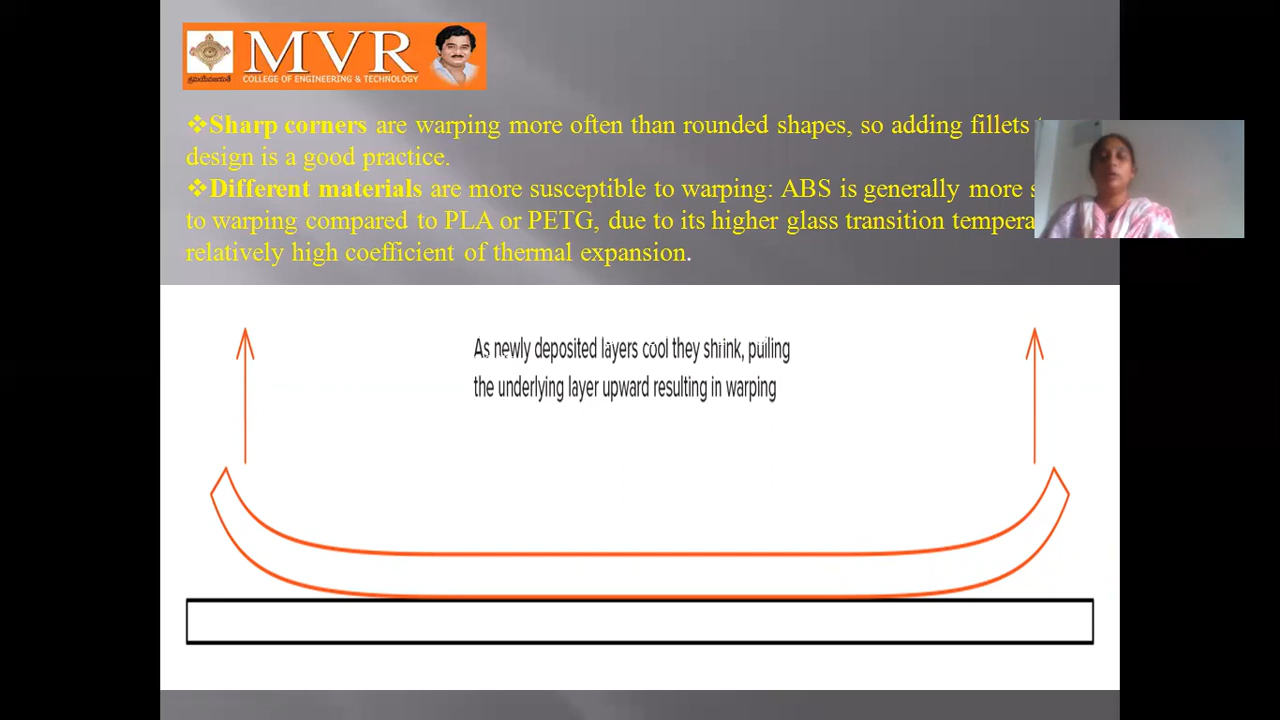 MVR
COLLEGE OF ENGINEERING & TECHNOLOGY
❖Sharp corners are warping more often than rounded shapes, so adding fillets
design is a good practice.
❖Different materials are more susceptible to warping: ABS is generally more
to warping compared to PLA or PETG, due to its higher glass transition
relatively high coefficient of thermal expansion.
As newly deposited layers cool they shrink, pulling
the underlying layer upward resulting in warping